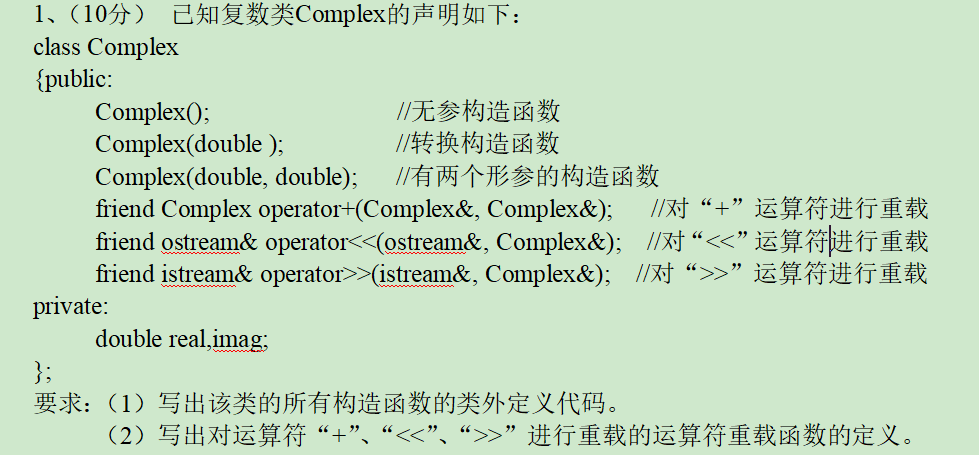 1、（10分） 已知复数类Complex的声明如下：
class Complex
{public:
Complex(); //无参构造函数
Complex(double ); //转换构造函数
Complex(double, double); //有两个形参的构造函数
friend Complex operator+(Complex&, Complex&); //对“+”运算符进行重载
friend ostream& operator<<(ostream&, Complex&); //对“<<”运算符进行重载
friend istream& operator>>(istream&, Complex&); //对“>>”运算符进行重载
private:
double real,imag;
};
要求：（1）写出该类的所有构造函数的类外定义代码。
（2）写出对运算符“+”、“<<”、“>>”进行重载的运算符重载函数的定义。